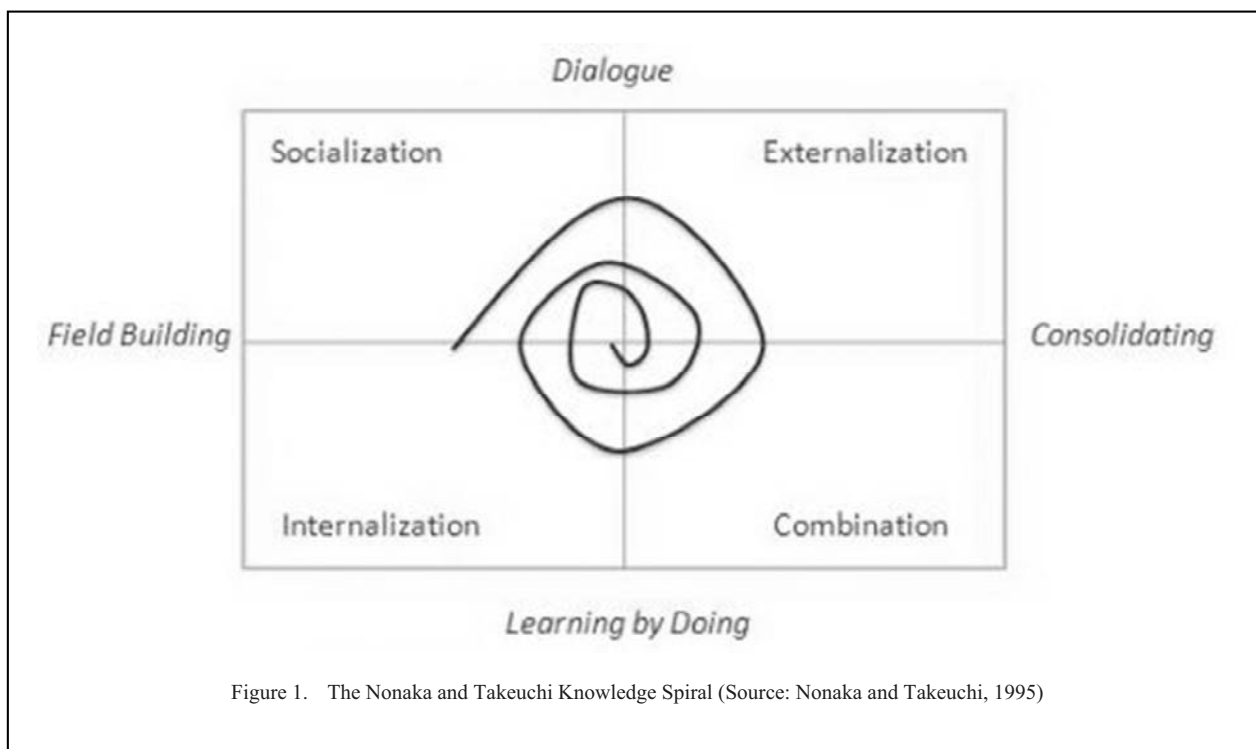 Dialogue
Socialization
Externalization
Field Building
Consolidating
Internalization
Combination
Learning by Doing
Figure 1. The Nonaka and Takeuchi Knowledge Spiral (Source: Nonaka and Takeuchi, 1995)